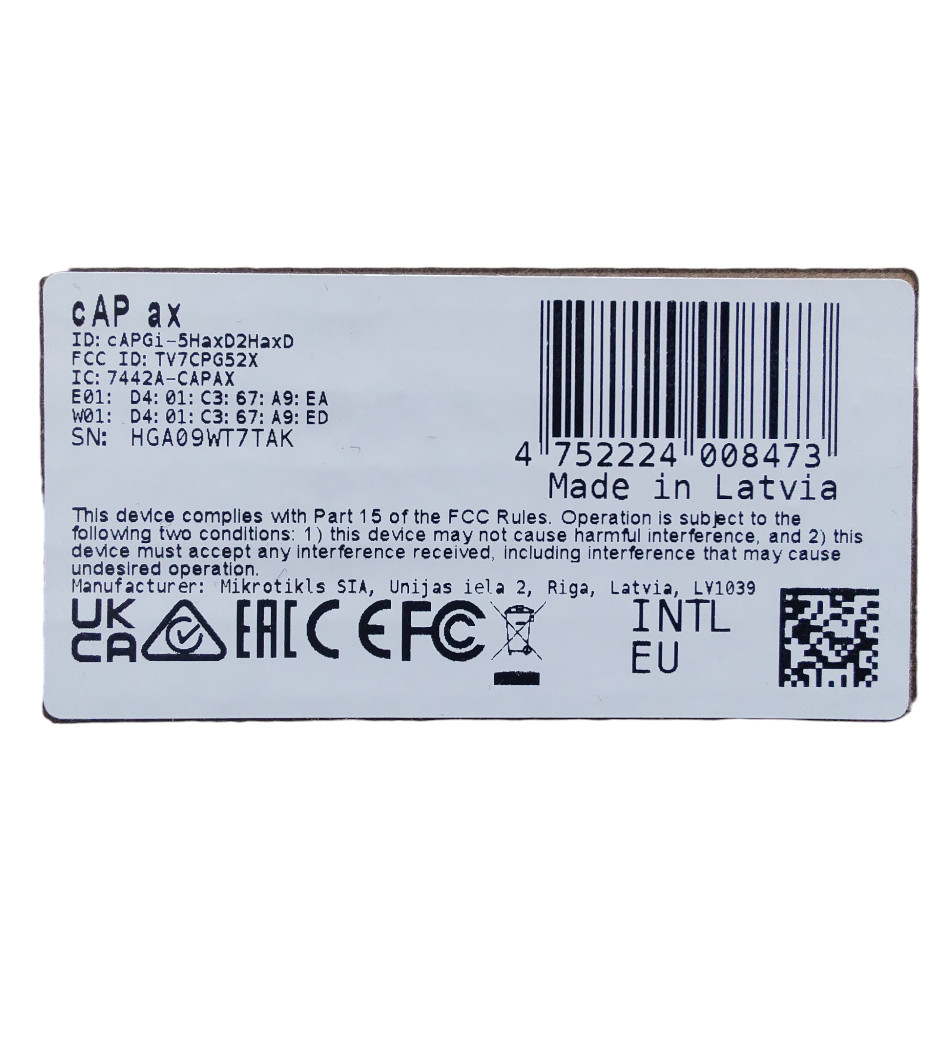 cAP ax
ID: cAPGi-5HaxD2HaxD
FCC ID: TV7CPG52X
IC: 7442A-CAPAX
E01: D4:01:C3:67:A9:EA
W01: D4:01:C3:67:A9:ED
SN: HGA09WT7TAK
4 752224 008473
Made in Latvia
This device complies with Part 15 of the FCC Rules. Operation is subject to the
following two conditions: 1) this device may not cause harmful interference, and 2) this
device must accept any interference received, including interference that may cause
undesired operation.
Manufacturer: Mikrotikls SIA, Unijas iela 2, Riga, Latvia, LV1039
UK
CA
EAC CE FC
INTL
EU